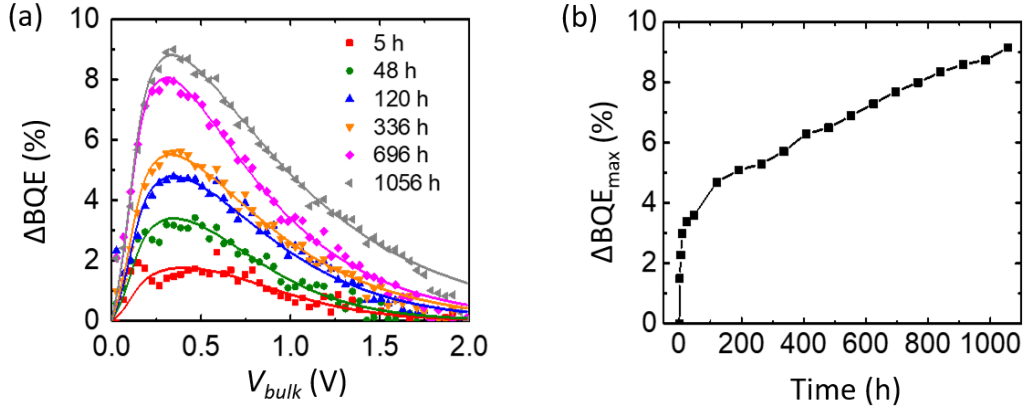 (a)
10
8
6
4
2
0
ΔBQE (%)
0.0 0.5 1.0 1.5 2.0
V_bulk (V)
5 h
48 h
120 h
336 h
696 h
1056 h
(b)
10
8
6
4
2
0
ΔBQE_max (%)
0 200 400 600 800 1000
Time (h)